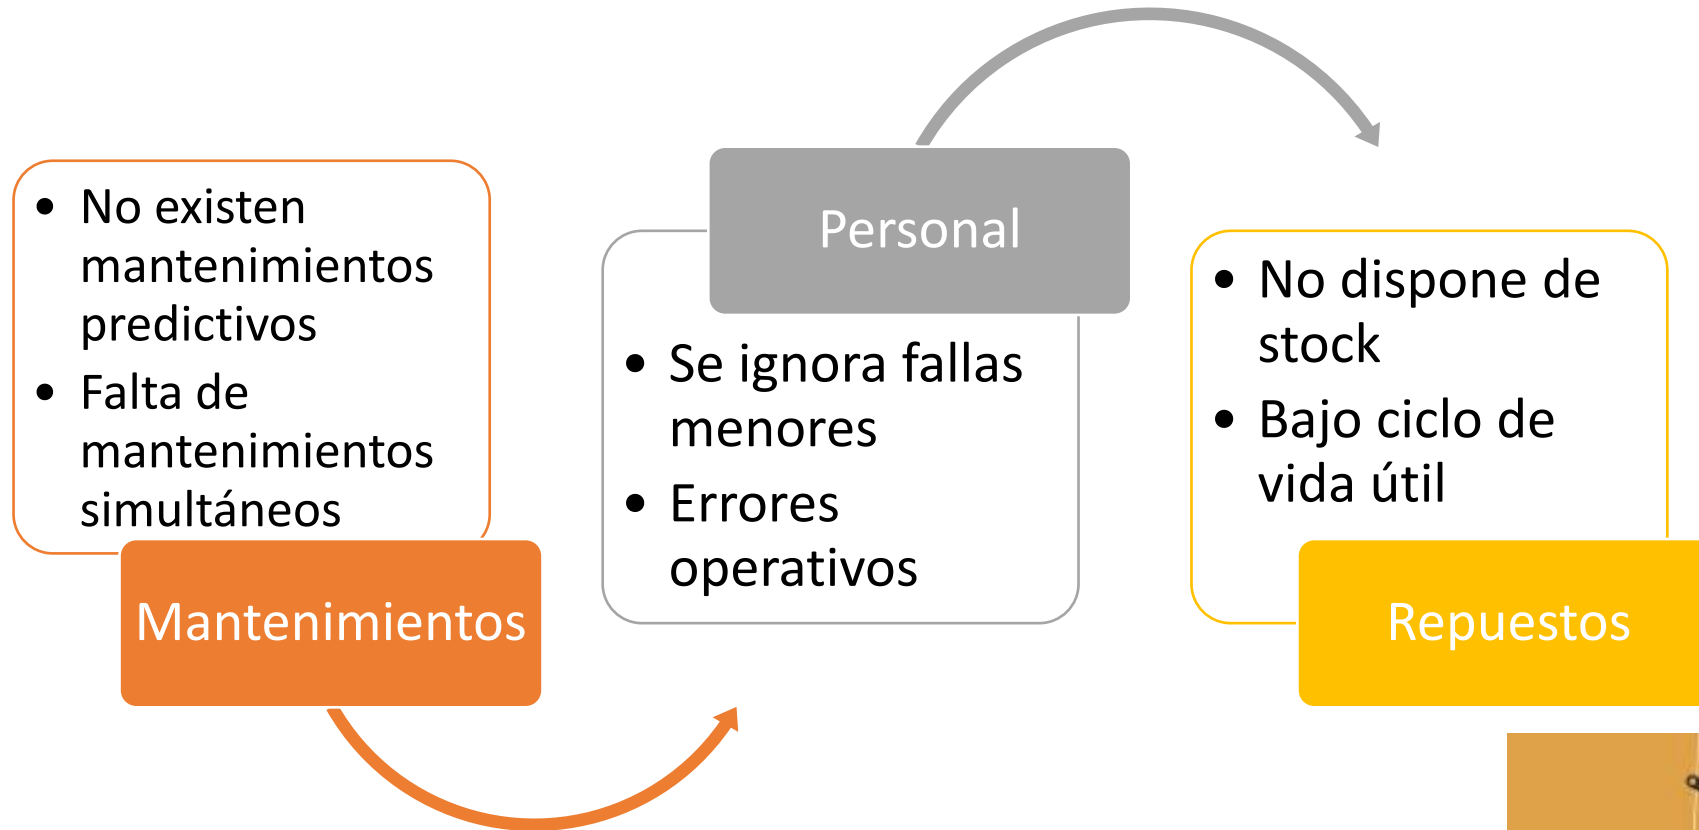 • No existen
mantenimientos
predictivos
• Falta de
mantenimientos
simultáneos
Mantenimientos
Personal
• Se ignora fallas
menores
• Errores
operativos
• No dispone de
stock
• Bajo ciclo de
vida útil
Repuestos